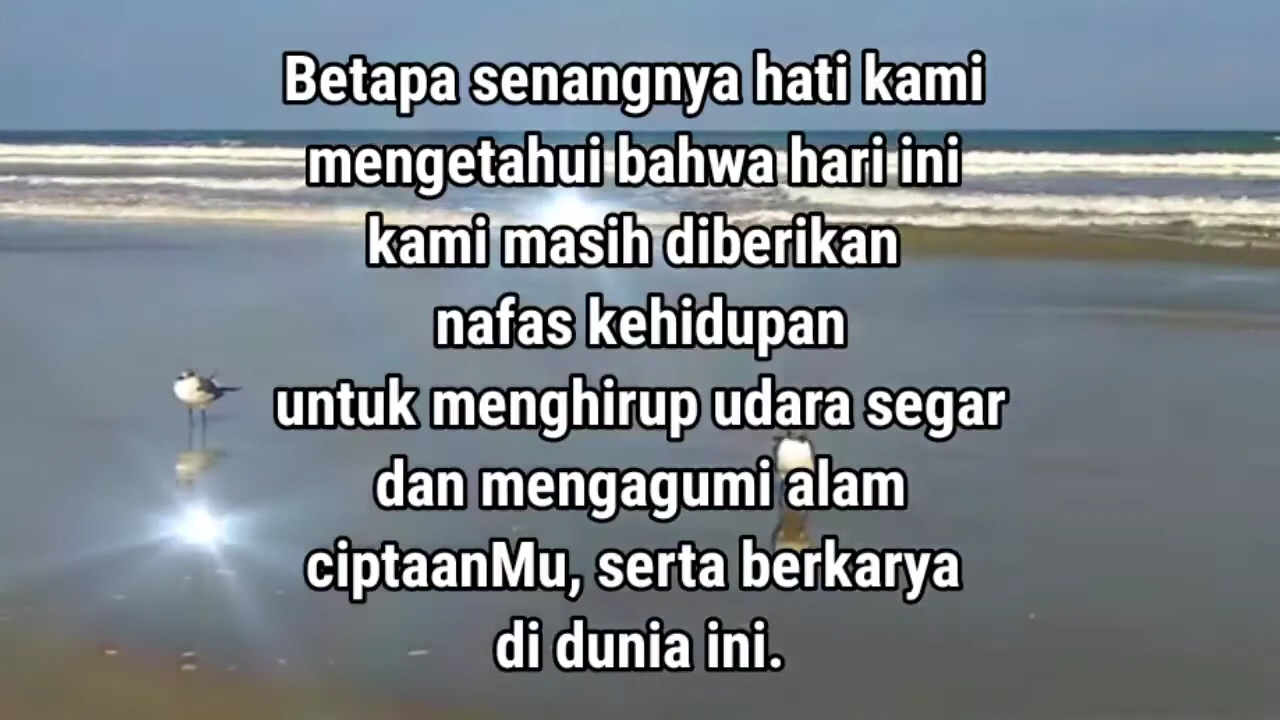 Betapa senangnya hati kami
mengetahui bahwa hari ini
kami masih diberikan
nafas kehidupan
untuk menghirup udara segar
dan mengagumi alam
ciptaanMu, serta berkarya
di dunia ini.